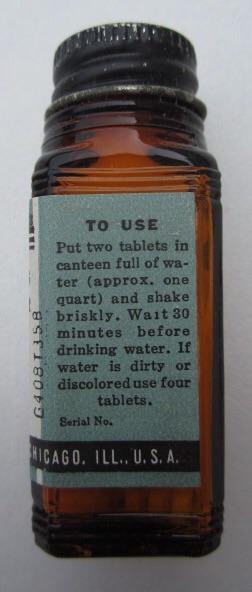 TO USE
Put two tablets in
canteen full of wa-
ter (approx. one
quart) and shake
briskly. Wait 30
minutes before
drinking water. If
water is dirty or
discolored use four
tablets.
Serial No.
G408T358
HICAGO, ILL., U.S.A.